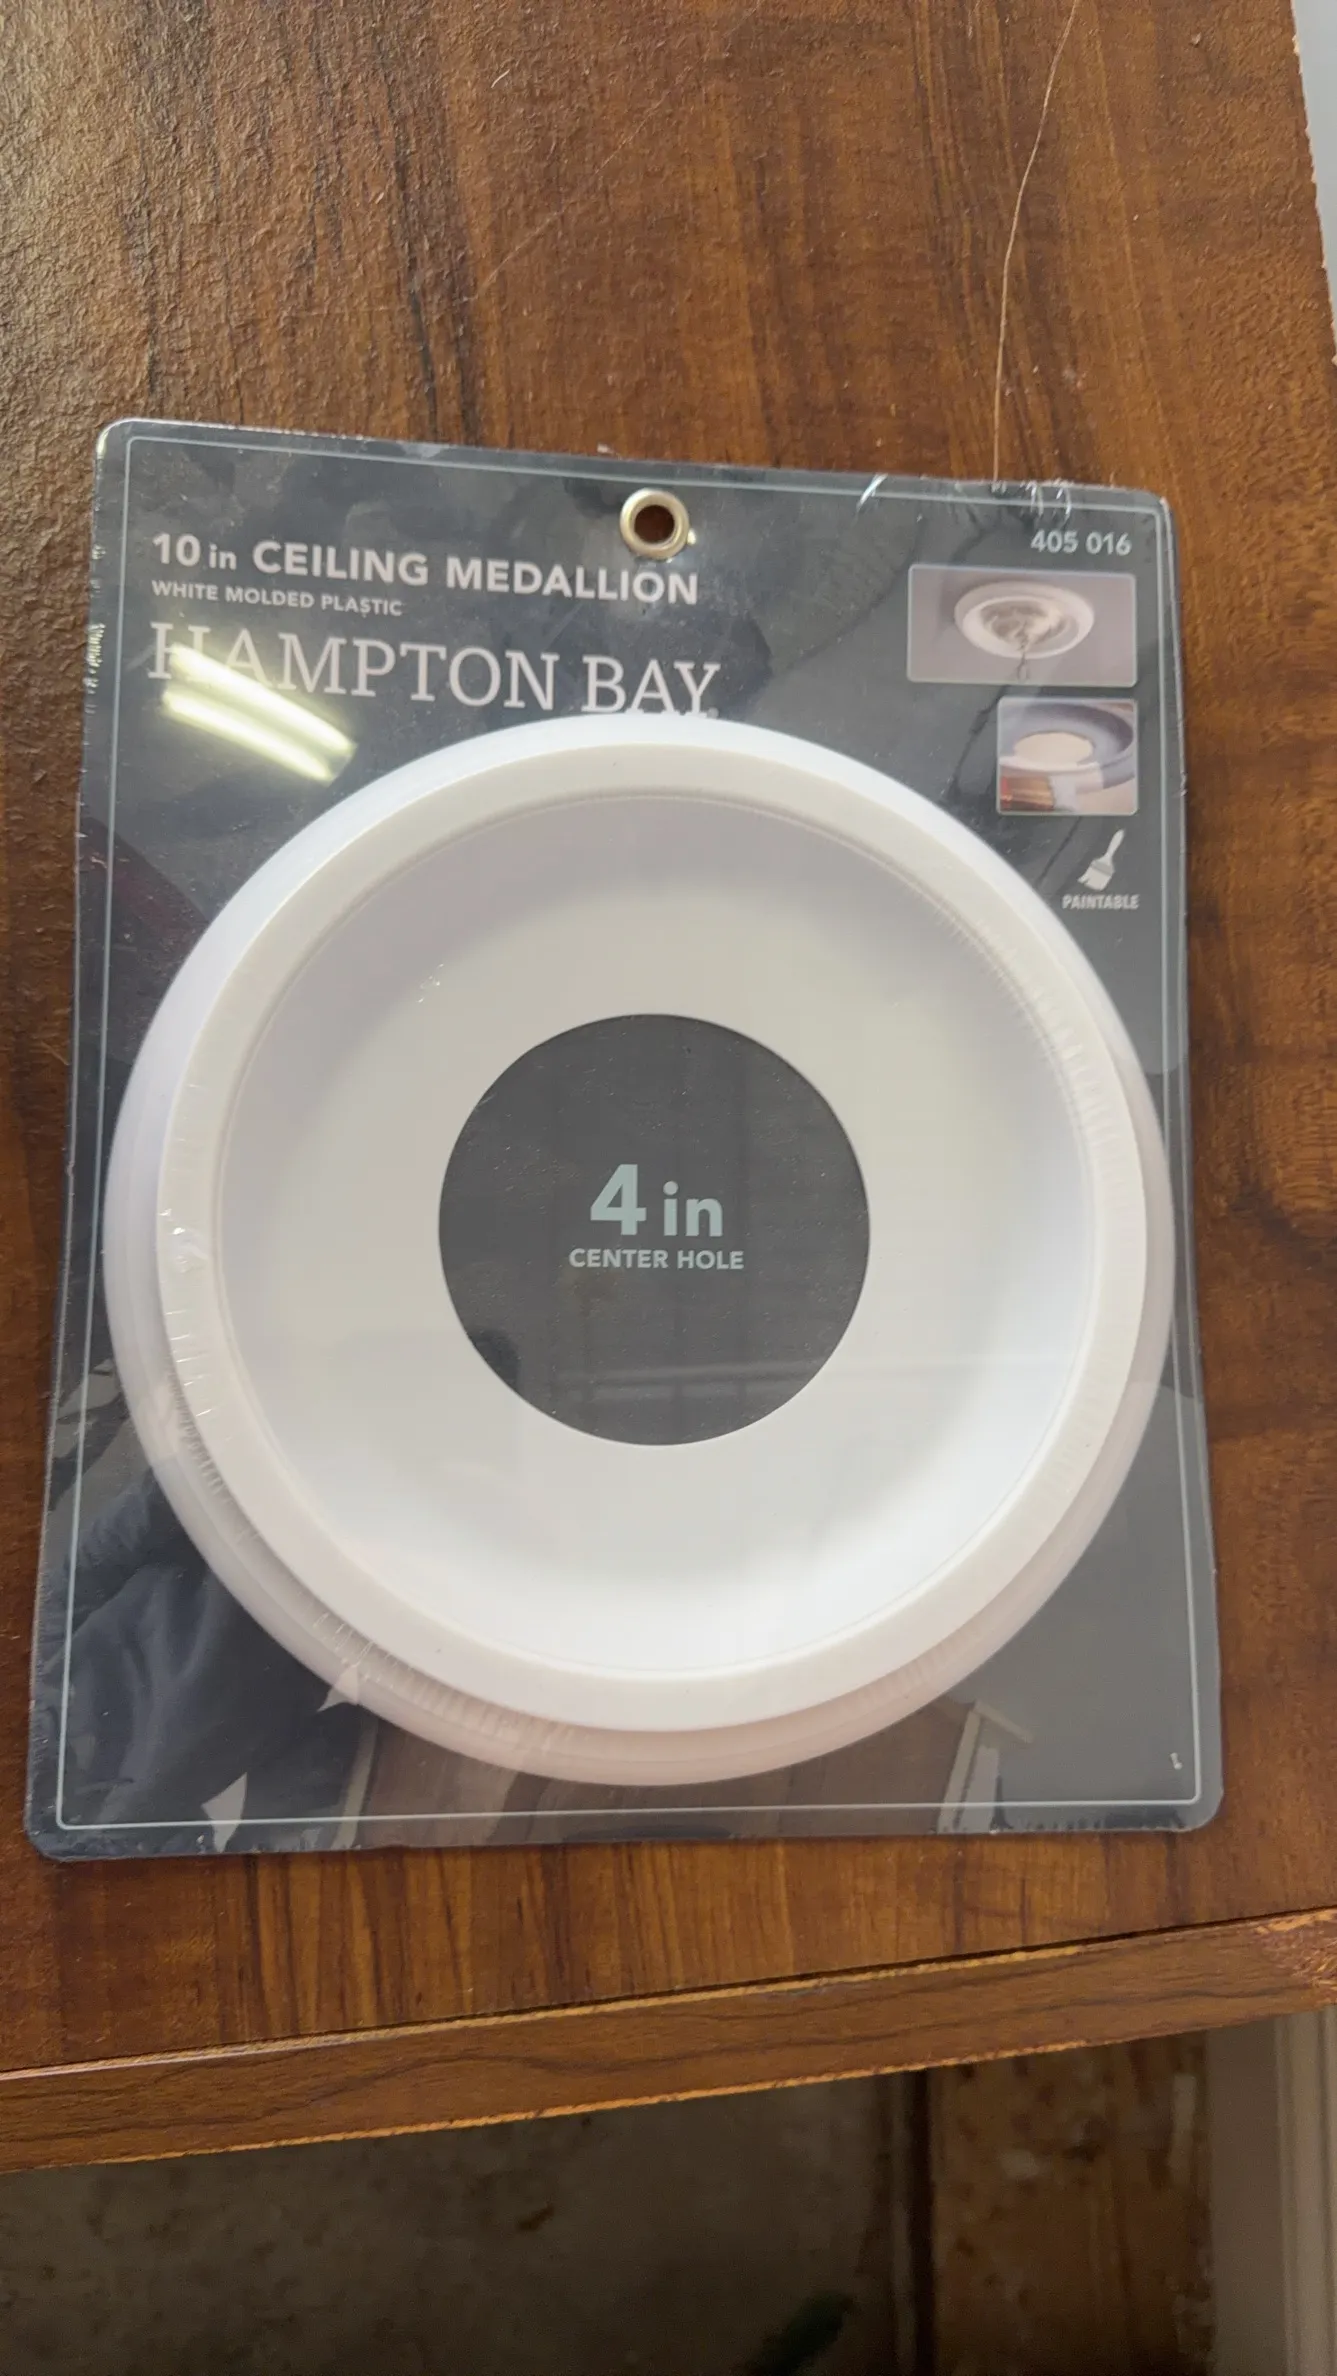 10 in CEILING MEDALLION
WHITE MOLDED PLASTIC
HAMPTON BAY
405 016
PAINTABLE
4 in
CENTER HOLE